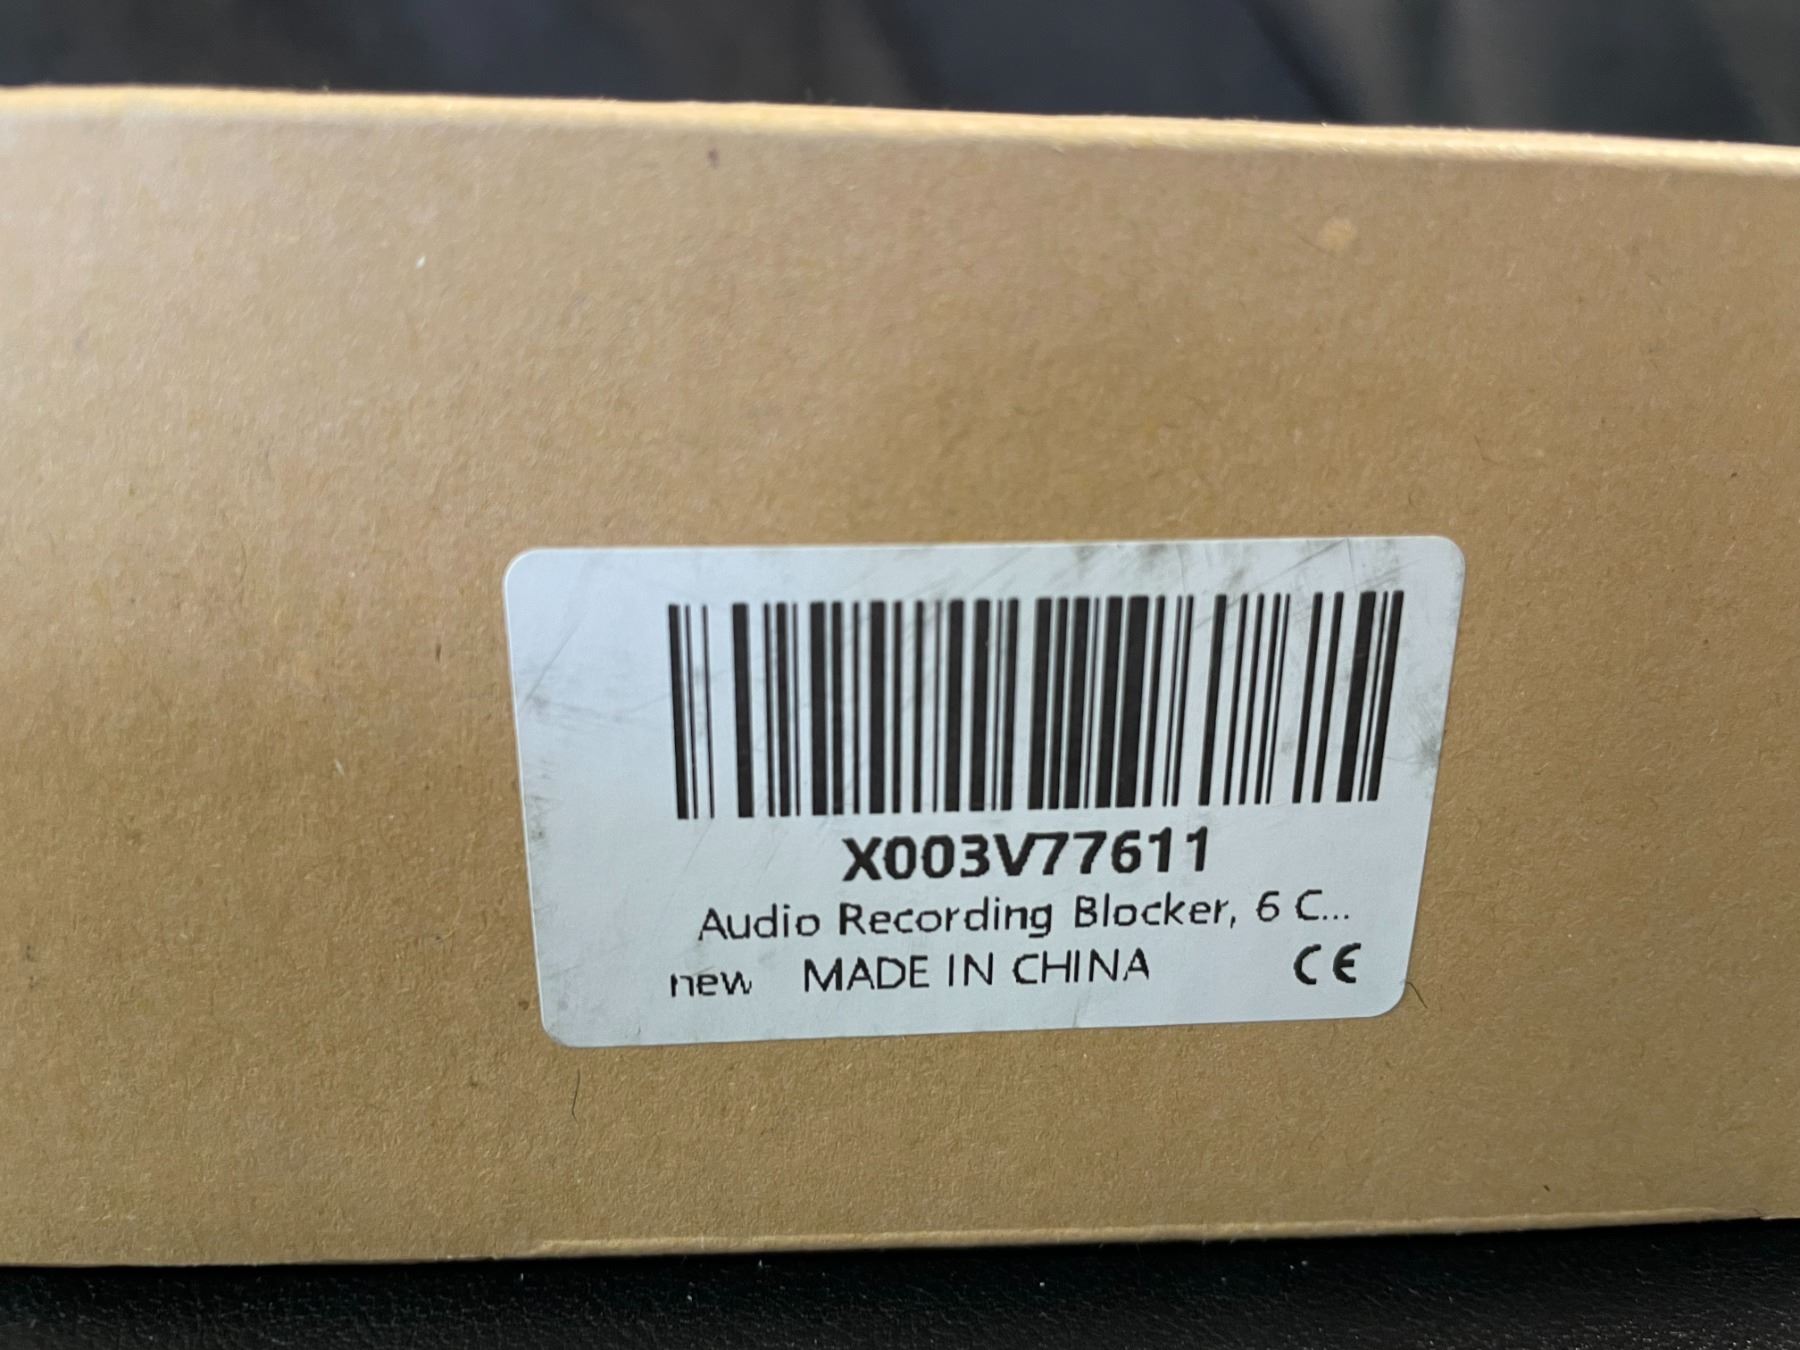 X003V77611
Audio Recording Blocker, 6 C...
new MADE IN CHINA CE